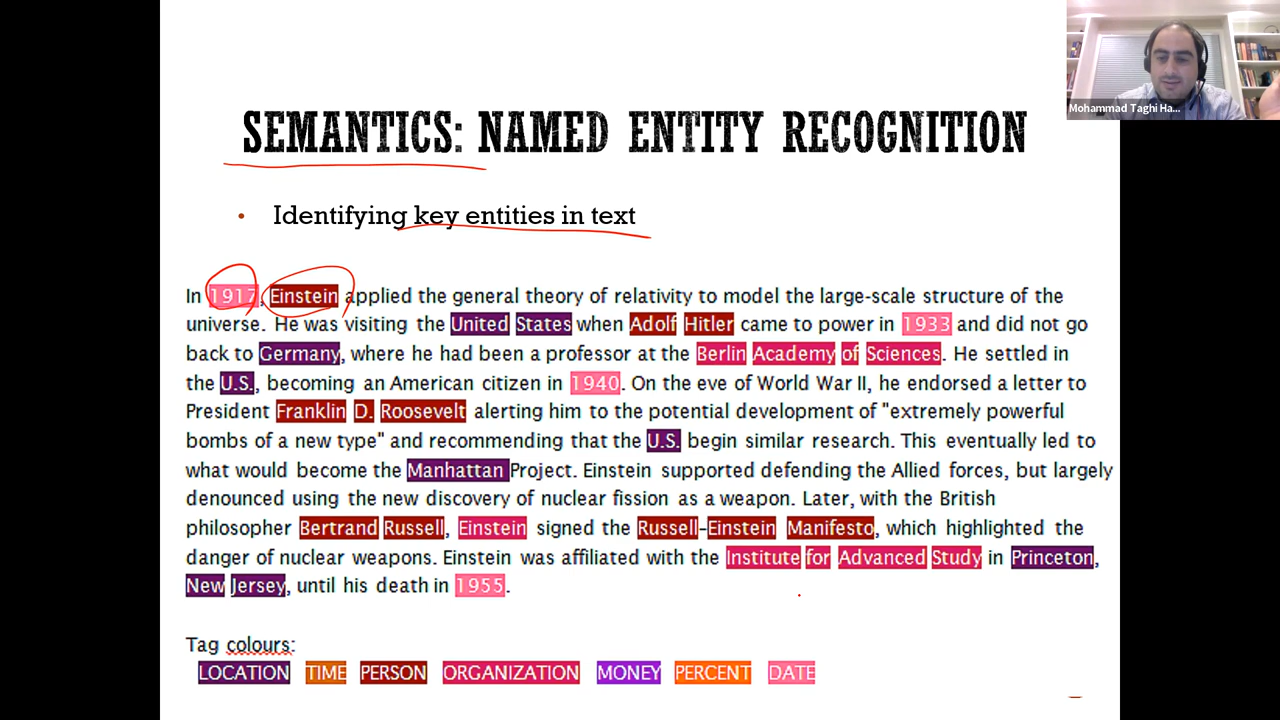 SEMANTICS: NAMED ENTITY RECOGNITION
Mohammad Taghi Ha...
• Identifying key entities in text
In 1917, Einstein applied the general theory of relativity to model the large-scale structure of the
universe. He was visiting the United States when Adolf Hitler came to power in 1933 and did not go
back to Germany, where he had been a professor at the Berlin Academy of Sciences. He settled in
the U.S., becoming an American citizen in 1940. On the eve of World War II, he endorsed a letter to
President Franklin D. Roosevelt alerting him to the potential development of "extremely powerful
bombs of a new type" and recommending that the U.S. begin similar research. This eventually led to
what would become the Manhattan Project. Einstein supported defending the Allied forces, but largely
denounced using the new discovery of nuclear fission as a weapon. Later, with the British
philosopher Bertrand Russell, Einstein signed the Russell–Einstein Manifesto, which highlighted the
danger of nuclear weapons. Einstein was affiliated with the Institute for Advanced Study in Princeton,
New Jersey, until his death in 1955.
Tag colours:
LOCATION TIME PERSON ORGANIZATION MONEY PERCENT DATE